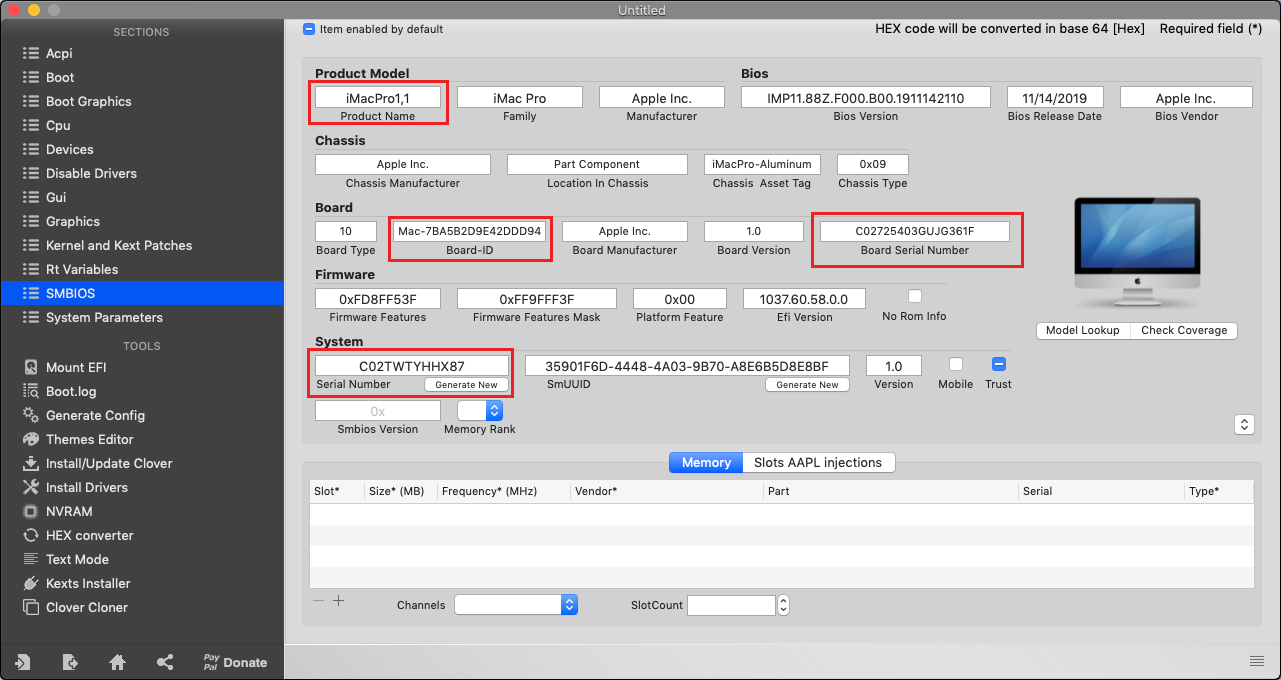 Untitled
SECTIONS
Acpi
Boot
Boot Graphics
Cpu
Devices
Disable Drivers
Gui
Graphics
Kernel and Kext Patches
Rt Variables
SMBIOS
System Parameters
TOOLS
Mount EFI
Boot.log
Generate Config
Themes Editor
Install/Update Clover
Install Drivers
NVRAM
HEX converter
Text Mode
Kexts Installer
Clover Cloner
Pay
Pal
Donate
Item enabled by default
HEX code will be converted in base 64 [Hex] Required field (*)
Product Model Bios
iMacPro1,1 iMac Pro Apple Inc. IMP11.88Z.F000.B00.1911142110 11/14/2019 Apple Inc.
Product Name Family Manufacturer Bios Version Bios Release Date Bios Vendor
Chassis
Apple Inc. Part Component iMacPro-Aluminum 0x09
Chassis Manufacturer Location In Chassis Chassis Asset Tag Chassis Type
Board
10 Mac-7BA5B2D9E42DDD94 Apple Inc. 1.0 C02725403GUJG361F
Board Type Board-ID Board Manufacturer Board Version Board Serial Number
Firmware
0xFD8FF53F 0xFF9FFF3F 0x00 1037.60.58.0.0
Firmware Features Firmware Features Mask Platform Feature Efi Version No Rom Info
Model Lookup Check Coverage
System
C02TWTYHHX87 35901F6D-4448-4A03-9B70-A8E6B5D8E8BF 1.0
Serial Number Generate New SmUUID Generate New Version Mobile Trust
0x
Smbios Version Memory Rank
Memory Slots AAPL injections
Slot* Size* (MB) Frequency* (MHz) Vendor* Part Serial Type*
Channels SlotCount